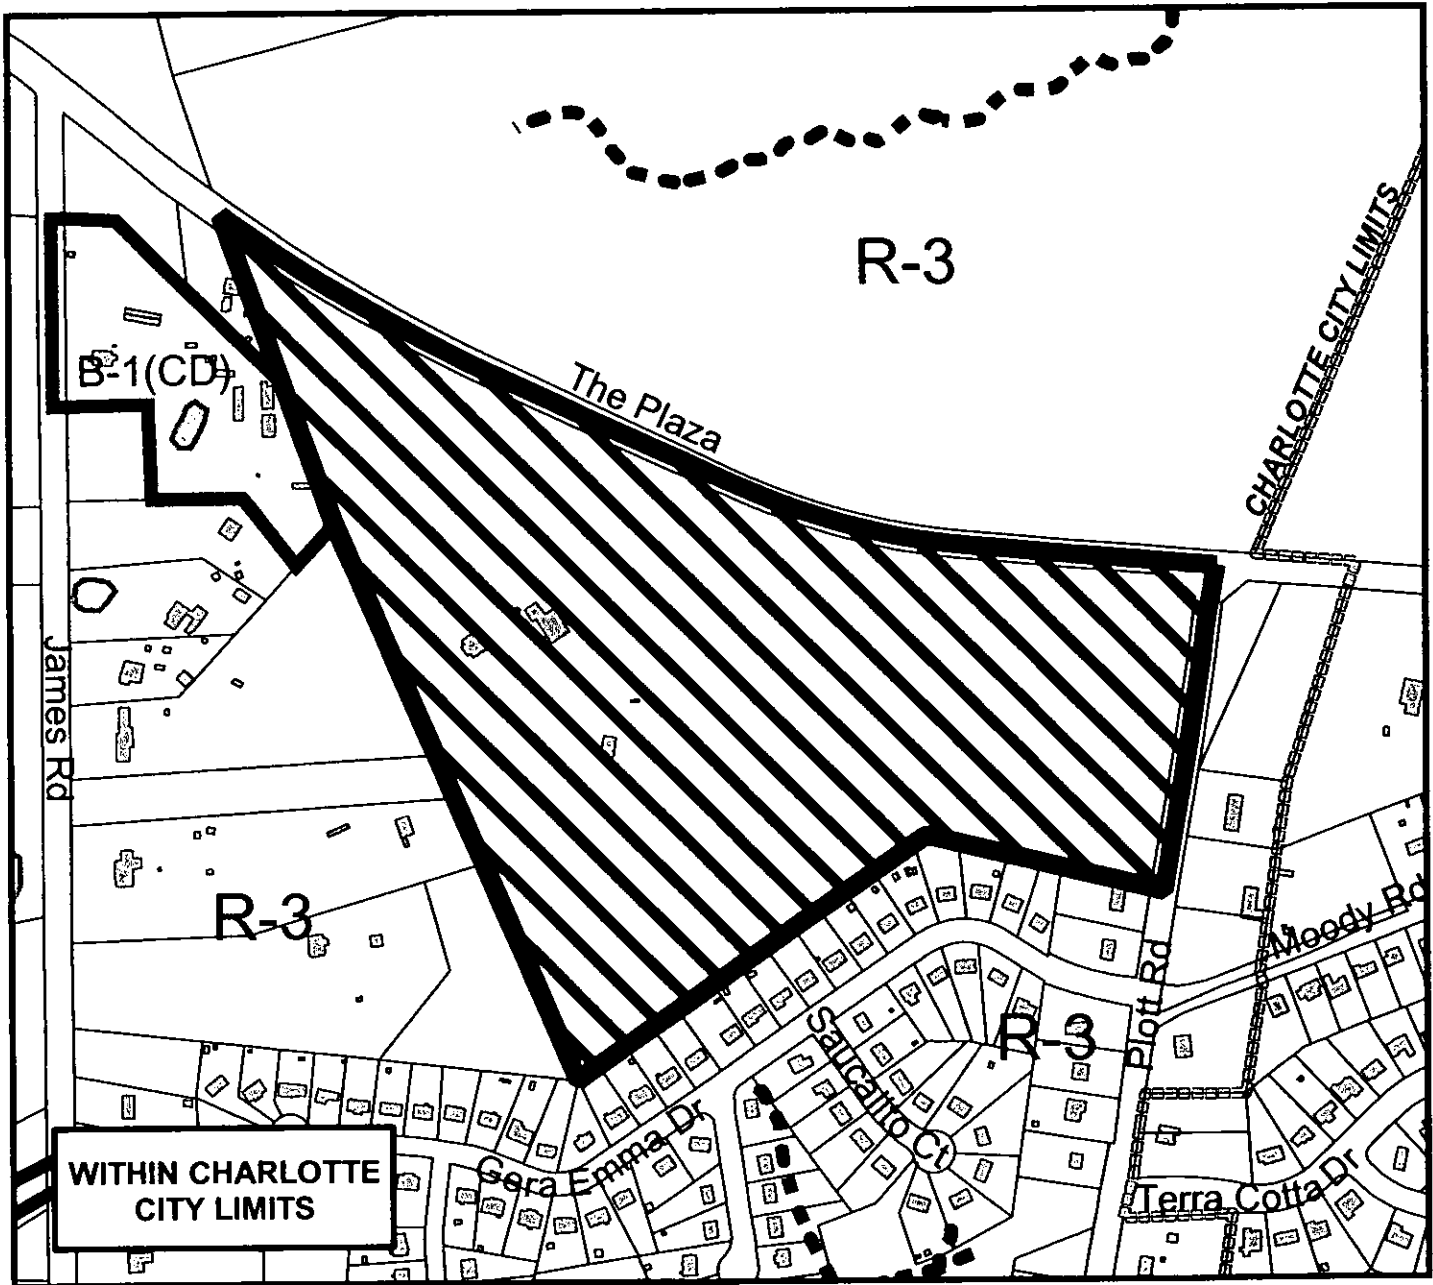 R-3
CHARLOTTE CITY LIMITS
B-1(CD)
The Plaza
James Rd
R-3
Moody Rd
Plott Rd
R-3
Saucalito Ct
Gera Emma Dr
WITHIN CHARLOTTE
CITY LIMITS
Terra Cotta Dr